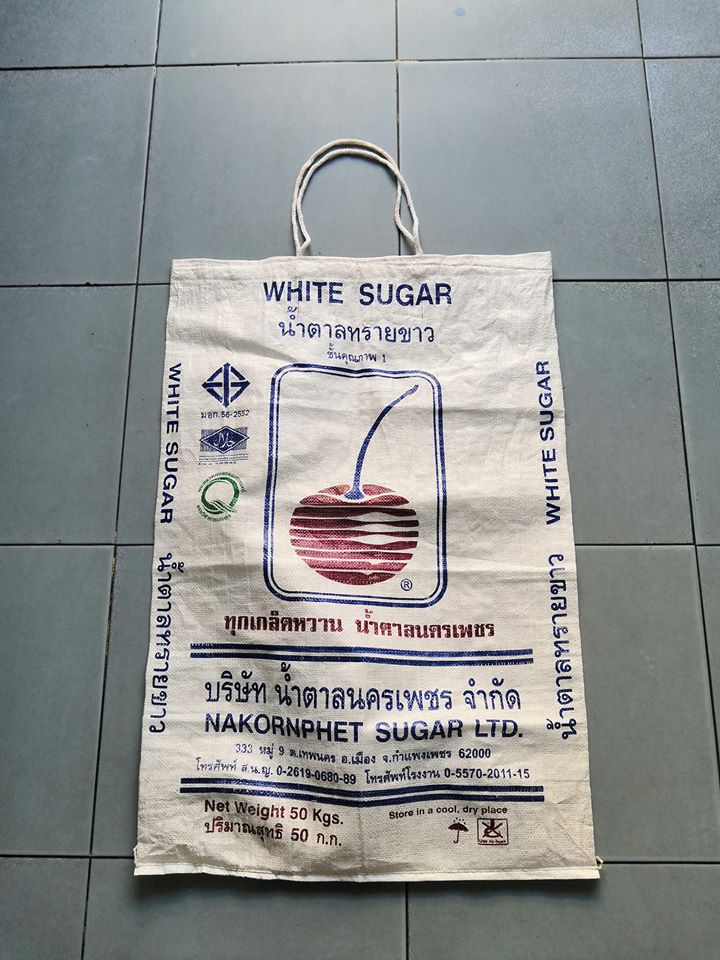 WHITE SUGAR
น้ำตาลทรายขาว
ชั้นคุณภาพ 1
มอก.56-2552
®
ทุกเกล็ดหวาน น้ำตาลนครเพชร
บริษัท น้ำตาลนครเพชร จำกัด
NAKORNPHET SUGAR LTD.
333 หมู่ 9 ต.เทพนคร อ.เมือง จ.กำแพงเพชร 62000
โทรศัพท์ ส.น.ญ. 0-2619-0680-89 โทรศัพท์โรงงาน 0-5570-2011-15
Net Weight 50 Kgs.
ปริมาณสุทธิ 50 ก.ก.
Store in a cool, dry place
Use no hook
WHITE SUGAR น้ำตาลทรายขาว
WHITE SUGAR น้ำตาลทรายขาว